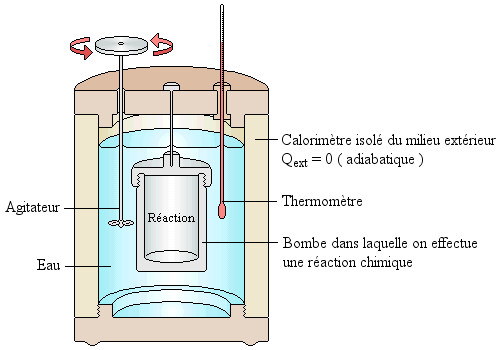 Calorimètre isolé du milieu extérieur
Qext = 0 ( adiabatique )
Agitateur
Réaction
Thermomètre
Bombe dans laquelle on effectue
une réaction chimique
Eau